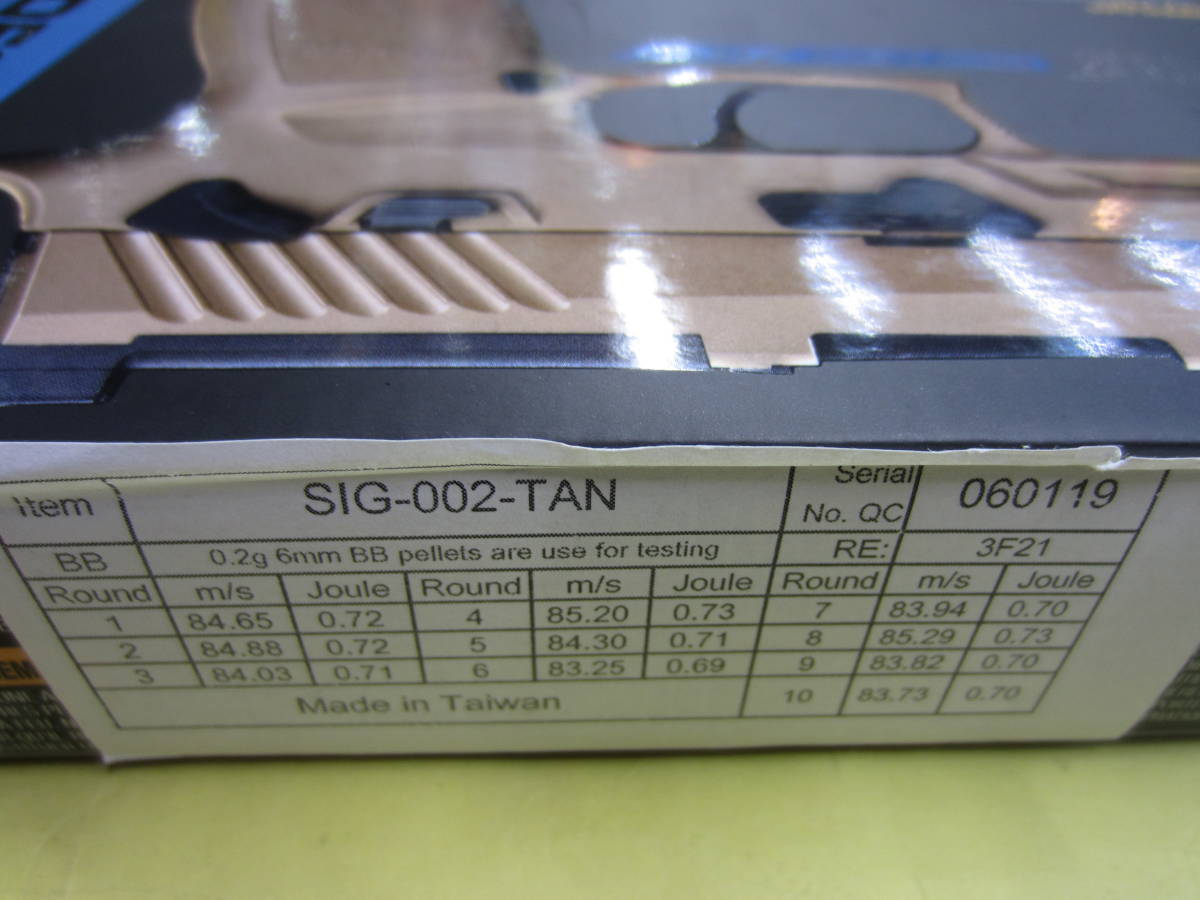 Item SIG-002-TAN Serial No. QC 060119
BB 0.2g 6mm BB pellets are use for testing RE: 3F21
Round m/s Joule Round m/s Joule Round m/s Joule
1 84.65 0.72 4 85.20 0.73 7 83.94 0.70
2 84.88 0.72 5 84.30 0.71 8 85.29 0.73
3 84.03 0.71 6 83.25 0.69 9 83.82 0.70
Made in Taiwan 10 83.73 0.70